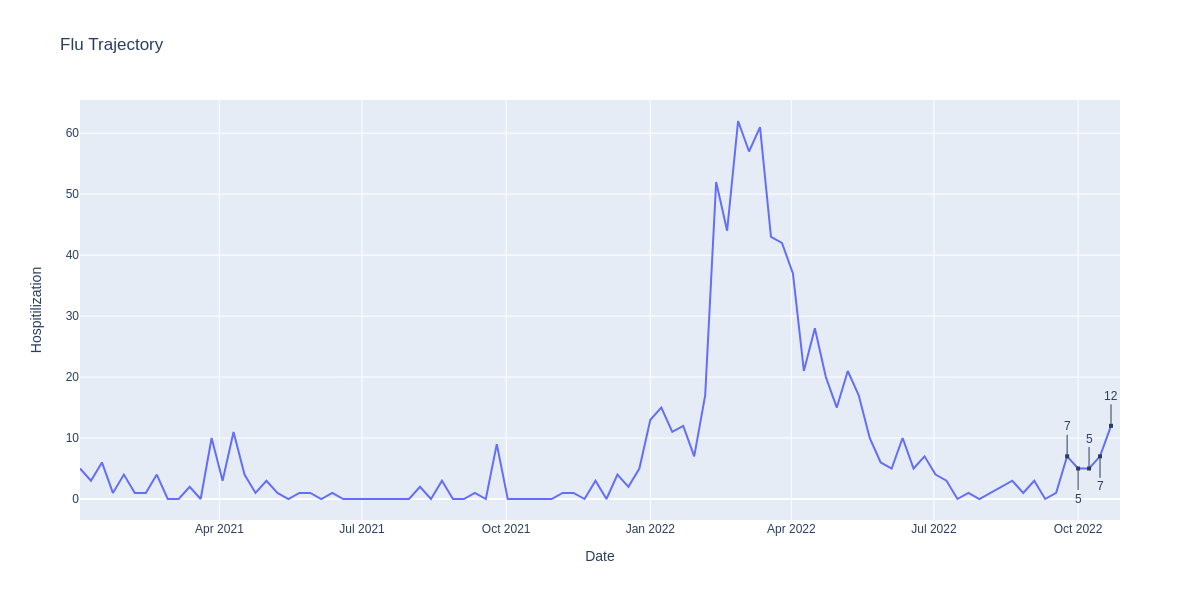 Flu Trajectory
Hospitilization
60
50
40
30
20
10
0
7
5
5
7
12
Apr 2021
Jul 2021
Oct 2021
Jan 2022
Apr 2022
Jul 2022
Oct 2022
Date